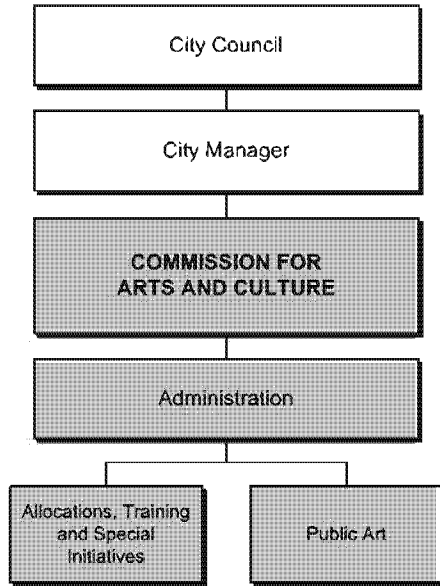 City Council
City Manager
COMMISSION FOR
ARTS AND CULTURE
Administration
Allocations, Training
and Special
Initiatives
Public Art